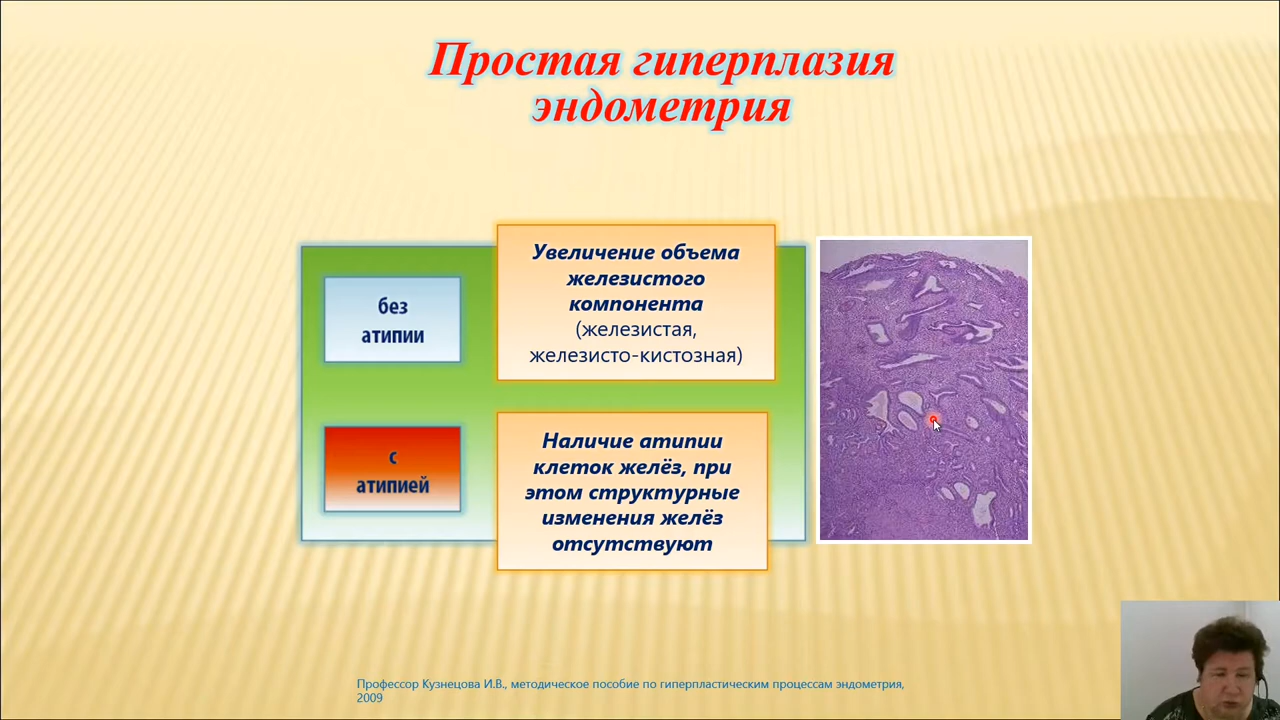 Простая гиперплазия
эндометрия
без
атипии
Увеличение объема
железистого
компонента
(железистая,
железисто-кистозная)
с
атипией
Наличие атипии
клеток желёз, при
этом структурные
изменения желёз
отсутствуют
Профессор Кузнецова И.В., методическое пособие по гиперпластическим процессам эндометрия,
2009